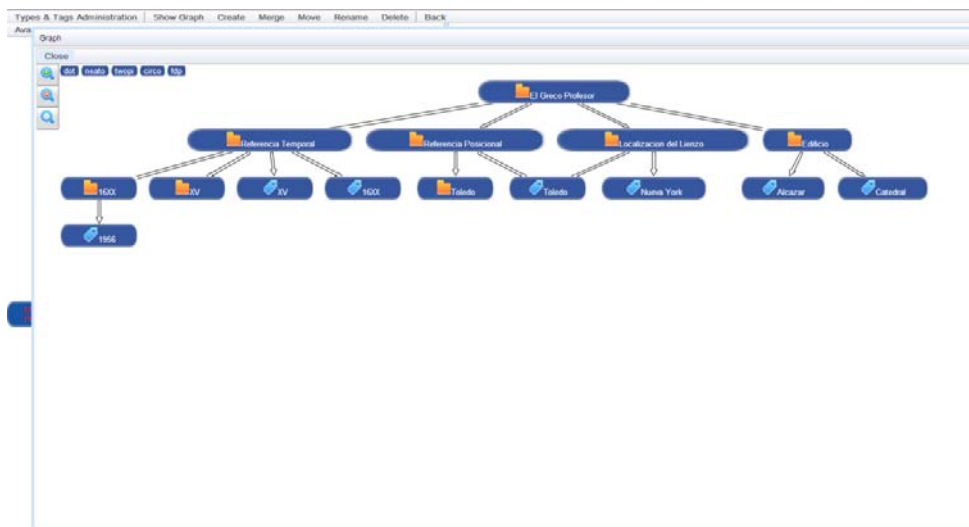 Types & Tags Administration Show Graph Create Merge Move Rename Delete Back
Graph
Close
dot neato twopi circo fdp
El Greco Profesor
Referencia Temporal Referencia Posicional Localizacion del Lienzo Edificio
16XX XV XV 16XX Toledo Toledo Nueva York Alcazar Catedral
1956